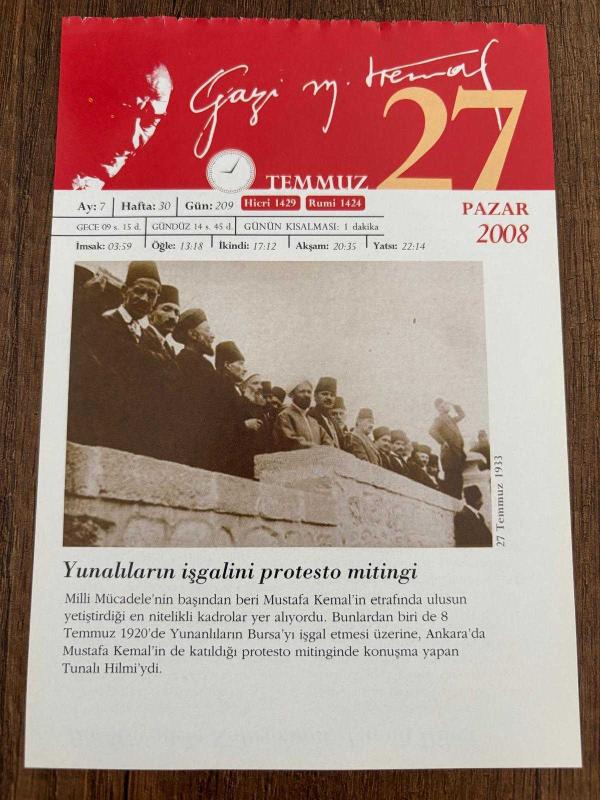 Gazi M. Kemal
27
TEMMUZ
Ay: 7 Hafta: 30 Gün: 209 Hicri 1429 Rumi 1424
PAZAR
GECE 09 s. 15 d. GÜNDÜZ 14 s. 45 d. GÜNÜN KISALMASI: 1 dakika
2008
İmsak: 03:59 Öğle: 13:18 İkindi: 17:12 Akşam: 20:35 Yatsı: 22:14
27 Temmuz 1933
Yunalıların işgalini protesto mitingi
Milli Mücadele'nin başından beri Mustafa Kemal'in etrafında ulusun
yetiştirdiği en nitelikli kadrolar yer alıyordu. Bunlardan biri de 8
Temmuz 1920'de Yunanlıların Bursa'yı işgal etmesi üzerine, Ankara'da
Mustafa Kemal'in de katıldığı protesto mitinginde konuşma yapan
Tunalı Hilmi'ydi.